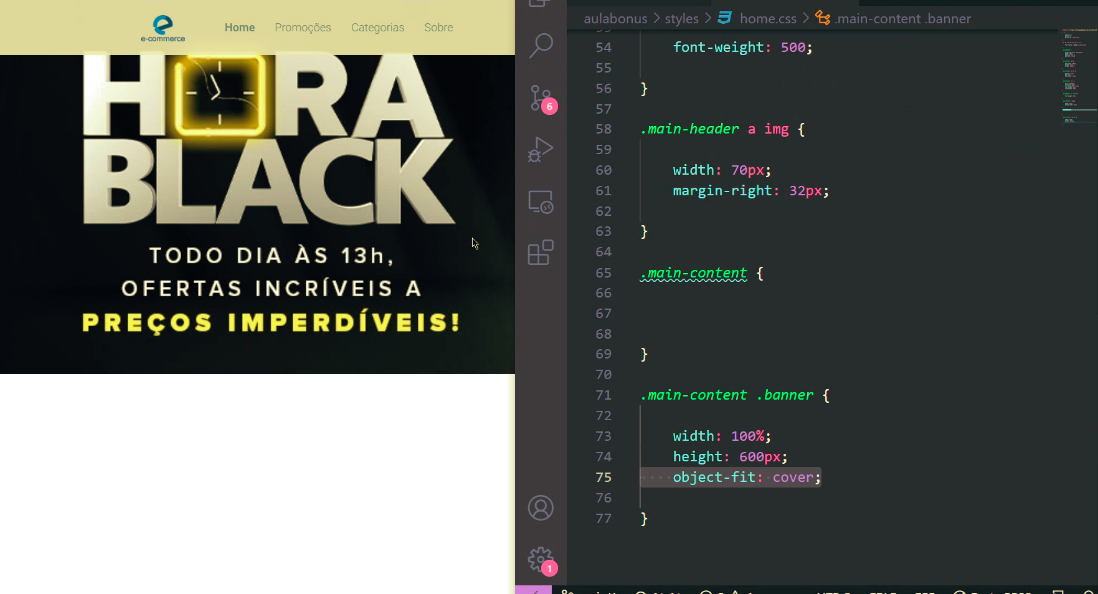 e-commerce
Home Promoções Categorias Sobre
HORA
BLACK
TODO DIA ÀS 13h,
OFERTAS INCRÍVEIS A
PREÇOS IMPERDÍVEIS!
6
1
aulabonus > styles > home.css > .main-content .banner
54 font-weight: 500;
55
56 }
57
58 .main-header a img {
59
60 width: 70px;
61 margin-right: 32px;
62
63 }
64
65 .main-content {
66
67
68
69 }
70
71 .main-content .banner {
72
73 width: 100%;
74 height: 600px;
75 object-fit: cover;
76
77 }